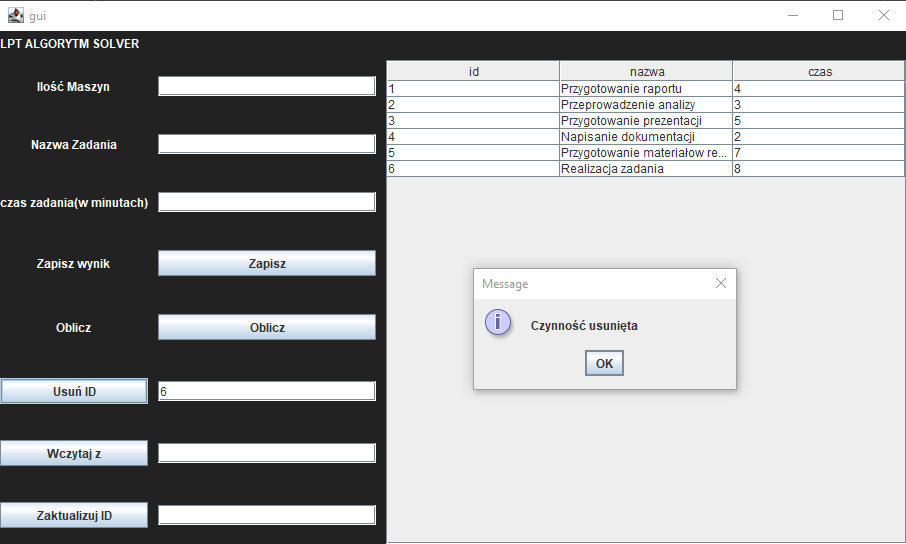 gui
LPT ALGORYTM SOLVER
Ilość Maszyn
Nazwa Zadania
czas zadania(w minutach)
Zapisz wynik Zapisz
Oblicz Oblicz
Usuń ID 6
Wczytaj z
Zaktualizuj ID
id nazwa czas
1 Przygotowanie raportu 4
2 Przeprowadzenie analizy 3
3 Przygotowanie prezentacji 5
4 Napisanie dokumentacji 2
5 Przygotowanie materiałow re... 7
6 Realizacja zadania 8
Message
i
Czynność usunięta
OK